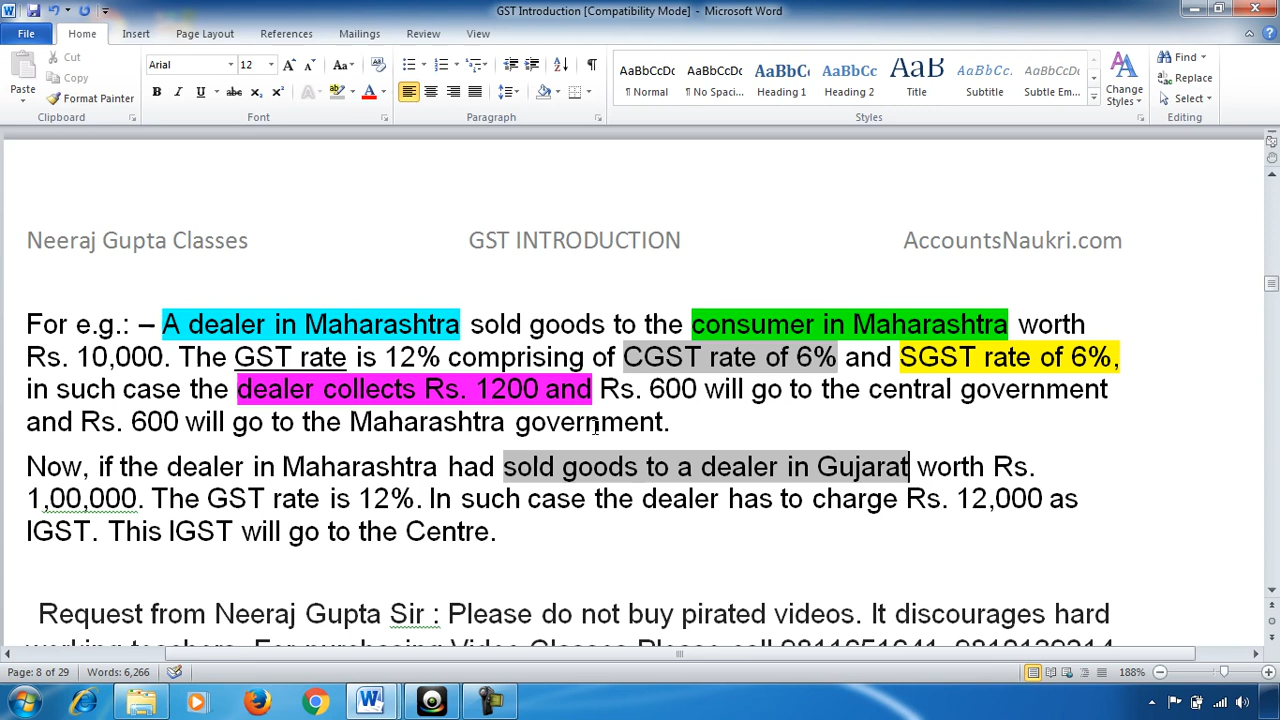 GST Introduction [Compatibility Mode] - Microsoft Word
File Home Insert Page Layout References Mailings Review View
Paste Cut Copy Format Painter
Arial 12 Aa
B I U abc x₂ x² A A
AaBbCcDc AaBbCcDc AaBbCc AaBbCc AaB AaBbCcL AaBbCcDc
¶ Normal ¶ No Spaci... Heading 1 Heading 2 Title Subtitle Subtle Em...
Change Styles
Find Replace Select
Clipboard Font Paragraph Styles Editing
Neeraj Gupta Classes GST INTRODUCTION AccountsNaukri.com
For e.g.: – A dealer in Maharashtra sold goods to the consumer in Maharashtra worth
Rs. 10,000. The GST rate is 12% comprising of CGST rate of 6% and SGST rate of 6%,
in such case the dealer collects Rs. 1200 and Rs. 600 will go to the central government
and Rs. 600 will go to the Maharashtra government.
Now, if the dealer in Maharashtra had sold goods to a dealer in Gujarat worth Rs.
1,00,000. The GST rate is 12%. In such case the dealer has to charge Rs. 12,000 as
IGST. This IGST will go to the Centre.
Request from Neeraj Gupta Sir : Please do not buy pirated videos. It discourages hard
Page: 8 of 29 Words: 6,266 188%